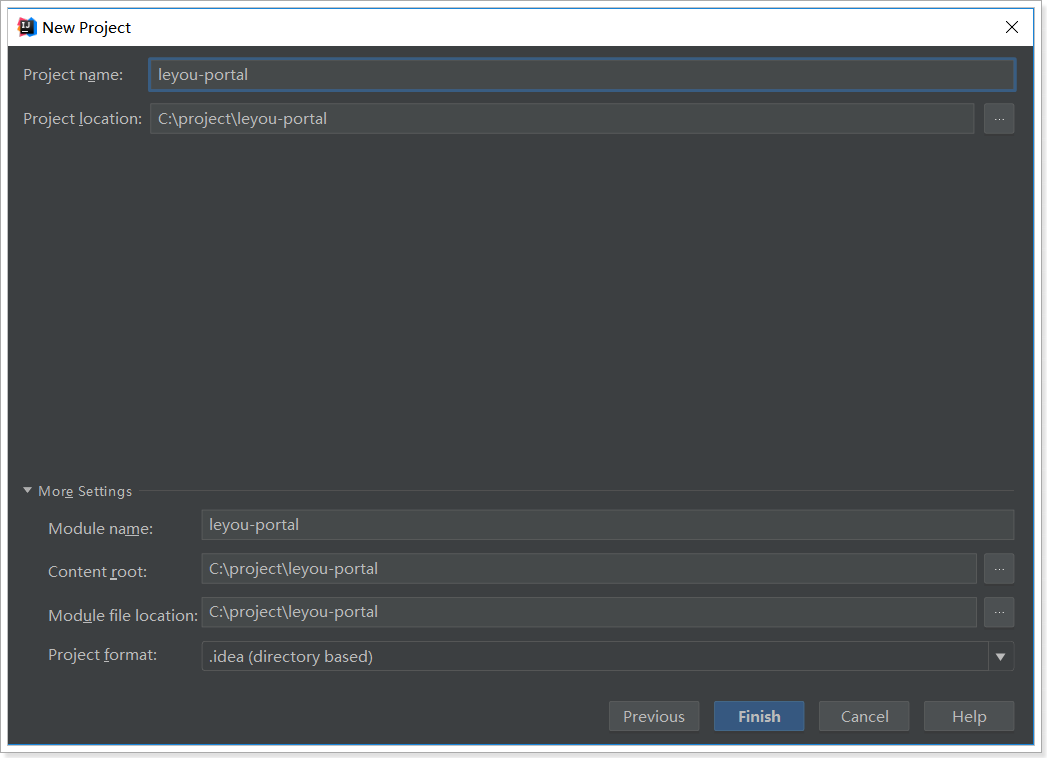 New Project
Project name: leyou-portal
Project location: C:\project\leyou-portal ...
More Settings
Module name: leyou-portal
Content root: C:\project\leyou-portal ...
Module file location: C:\project\leyou-portal ...
Project format: .idea (directory based)
Previous Finish Cancel Help